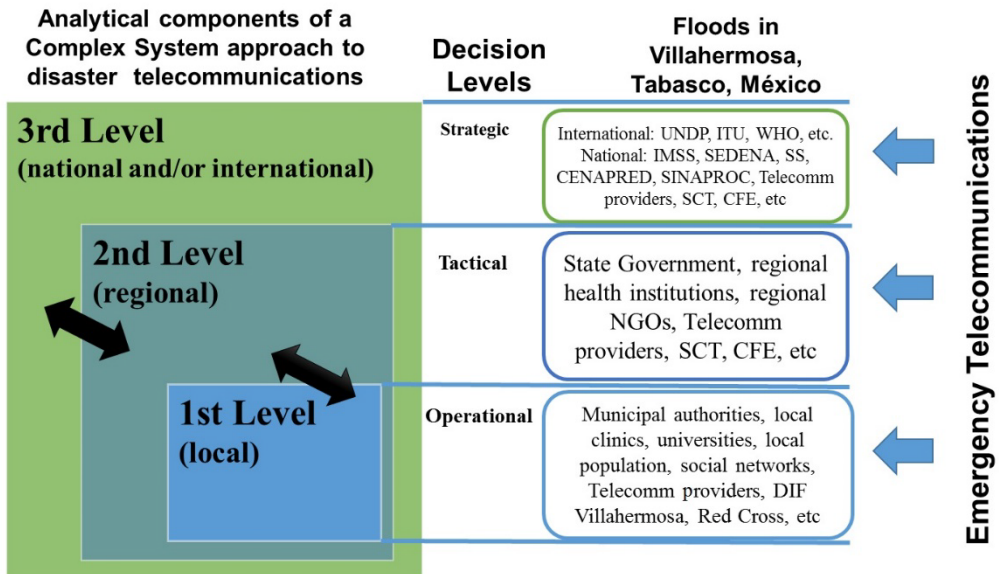 Analytical components of a
Complex System approach to
disaster telecommunications
Decision
Levels
Floods in
Villahermosa,
Tabasco, México
3rd Level
(national and/or international)
Strategic
International: UNDP, ITU, WHO, etc.
National: IMSS, SEDENA, SS,
CENAPRED, SINAPROC, Telecomm
providers, SCT, CFE, etc
2nd Level
(regional)
Tactical
State Government, regional
health institutions, regional
NGOs, Telecomm
providers, SCT, CFE, etc
1st Level
(local)
Operational
Municipal authorities, local
clinics, universities, local
population, social networks,
Telecomm providers, DIF
Villahermosa, Red Cross, etc
Emergency Telecommunications